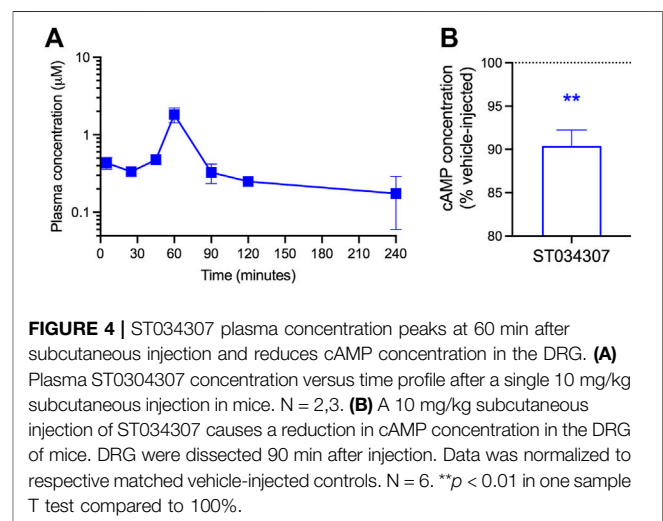 A
Plasma concentration (μM)
10
1
0.1
0 30 60 90 120 150 180 210 240
Time (minutes)
B
cAMP concentration
(% vehicle-injected)
100
95
90
85
80
**
ST034307
FIGURE 4 | ST034307 plasma concentration peaks at 60 min after
subcutaneous injection and reduces cAMP concentration in the DRG. (A)
Plasma ST0304307 concentration versus time profile after a single 10 mg/kg
subcutaneous injection in mice. N = 2,3. (B) A 10 mg/kg subcutaneous
injection of ST034307 causes a reduction in cAMP concentration in the DRG
of mice. DRG were dissected 90 min after injection. Data was normalized to
respective matched vehicle-injected controls. N = 6. **p < 0.01 in one sample
T test compared to 100%.